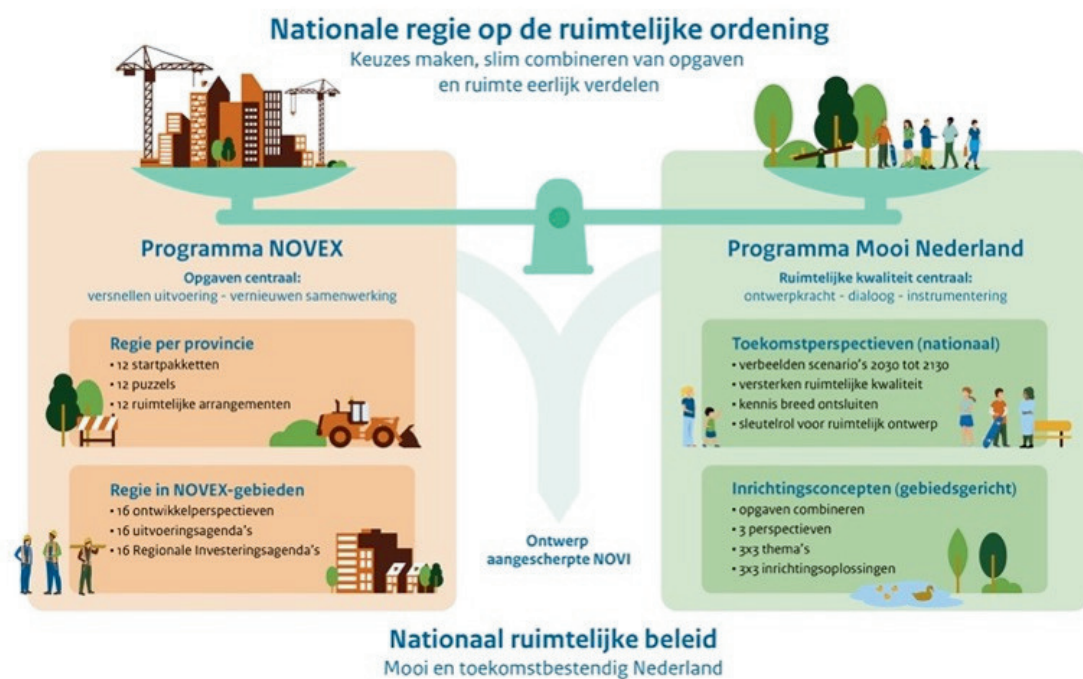 Nationale regie op de ruimtelijke ordening
Keuzes maken, slim combineren van opgaven
en ruimte eerlijk verdelen
Programma NOVEX
Opgaven centraal:
versnellen uitvoering - vernieuwen samenwerking
Regie per provincie
• 12 startpakketten
• 12 puzzels
• 12 ruimtelijke arrangementen
Regie in NOVEX-gebieden
• 16 ontwikkelperspectieven
• 16 uitvoeringsagenda's
• 16 Regionale Investeringsagenda's
Ontwerp
aangescherpte NOVI
Programma Mooi Nederland
Ruimtelijke kwaliteit centraal:
ontwerpkracht - dialoog - instrumentering
Toekomstperspectieven (nationaal)
• verbeelden scenario's 2030 tot 2130
• versterken ruimtelijke kwaliteit
• kennis breed ontsluiten
• sleutelrol voor ruimtelijk ontwerp
Inrichtingsconcepten (gebiedsgericht)
• opgaven combineren
• 3 perspectieven
• 3x3 thema's
• 3x3 inrichtingsoplossingen
Nationaal ruimtelijke beleid
Mooi en toekomstbestendig Nederland